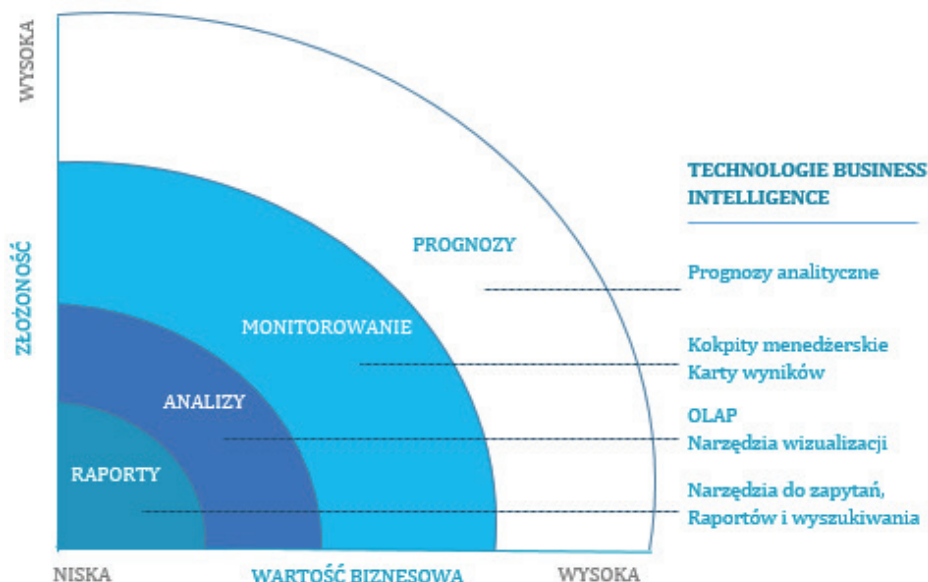 WYSOKA
ZŁOŻONOŚĆ
PROGNOZY
MONITOROWANIE
ANALIZY
RAPORTY
TECHNOLOGIE BUSINESS
INTELLIGENCE
Prognozy analityczne
Kokpity menedżerskie
Karty wyników
OLAP
Narzędzia wizualizacji
Narzędzia do zapytań,
Raportów i wyszukiwania
NISKA
WARTOŚĆ BIZNESOWA
WYSOKA